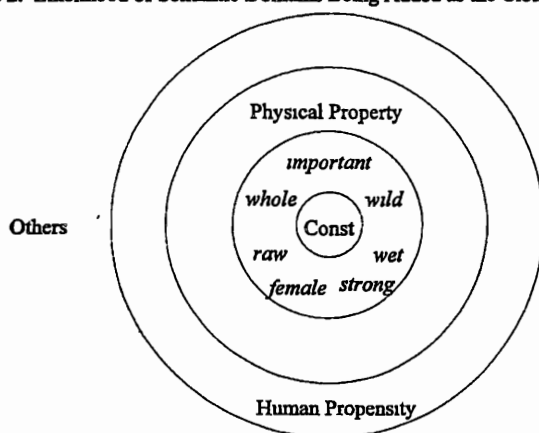 Physical Property
important
whole wild
Others Const
raw wet
female strong
Human Propensity